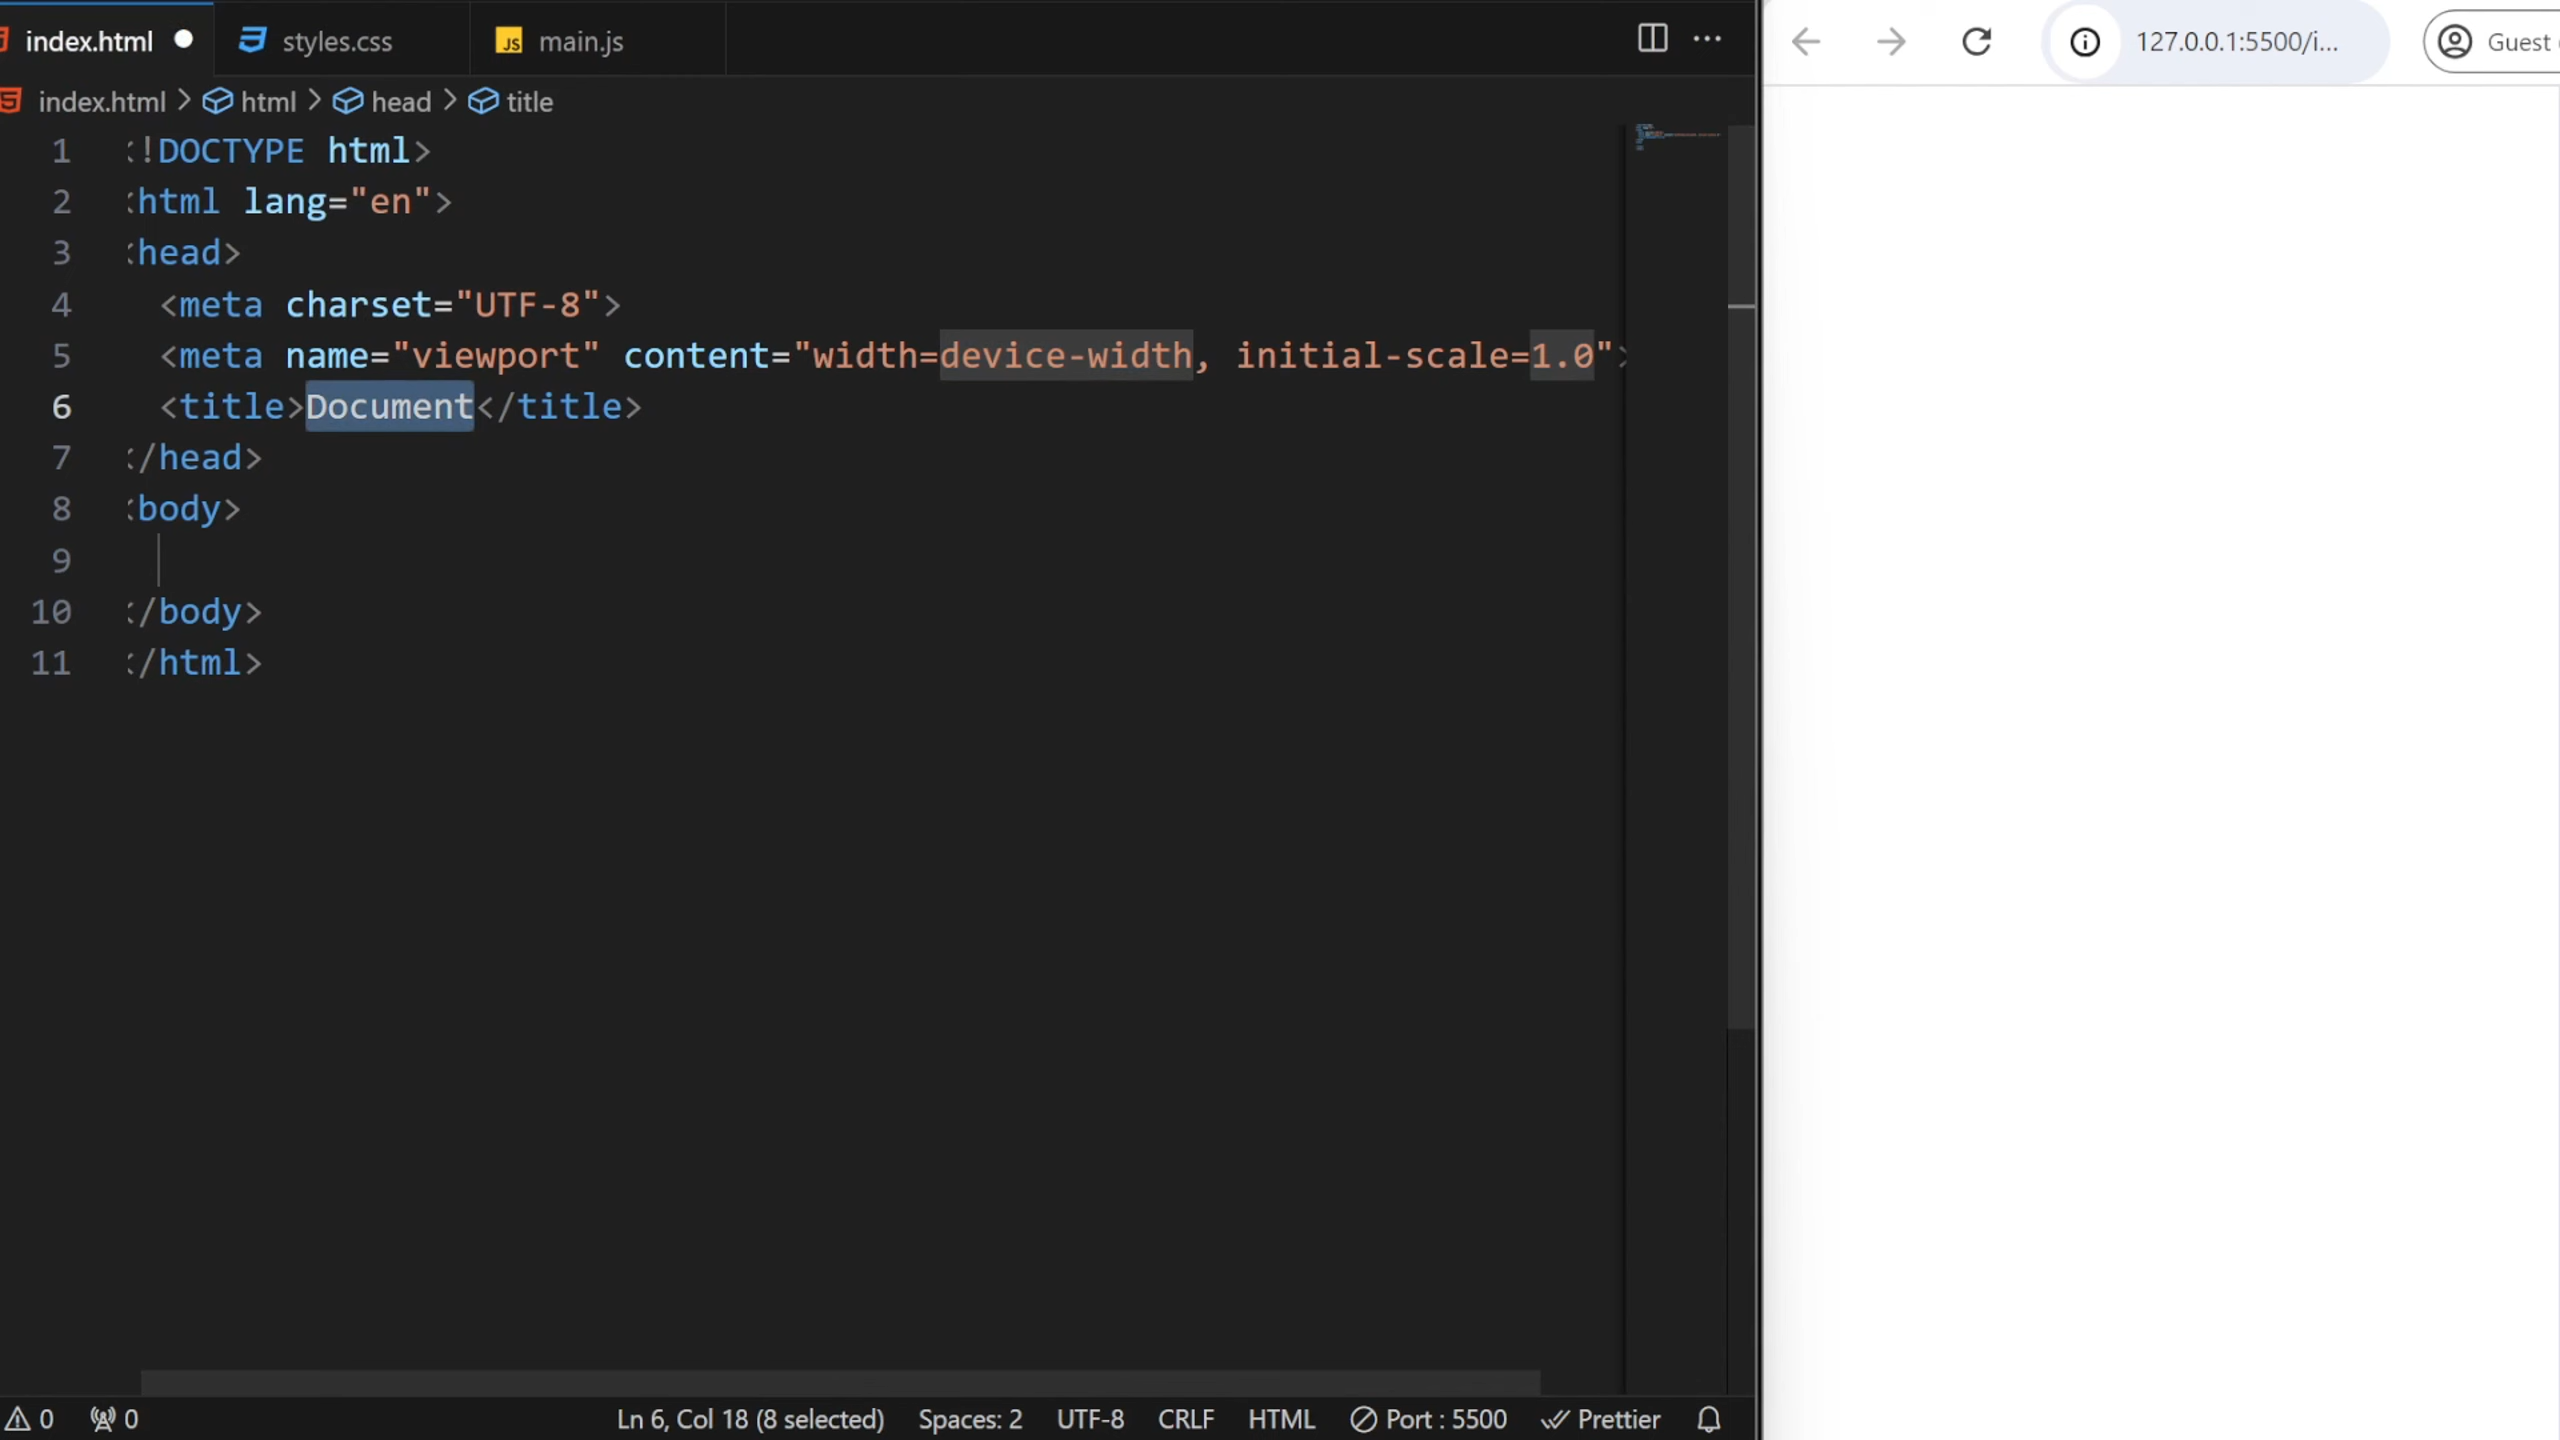 index.html styles.css JS main.js
127.0.0.1:5500/i... Guest
index.html > html > head > title
1 <!DOCTYPE html>
2 <html lang="en">
3 <head>
4 <meta charset="UTF-8">
5 <meta name="viewport" content="width=device-width, initial-scale=1.0">
6 <title>Document</title>
7 </head>
8 <body>
9
10 </body>
11 </html>
0 0 Ln 6, Col 18 (8 selected) Spaces: 2 UTF-8 CRLF HTML Port : 5500 Prettier